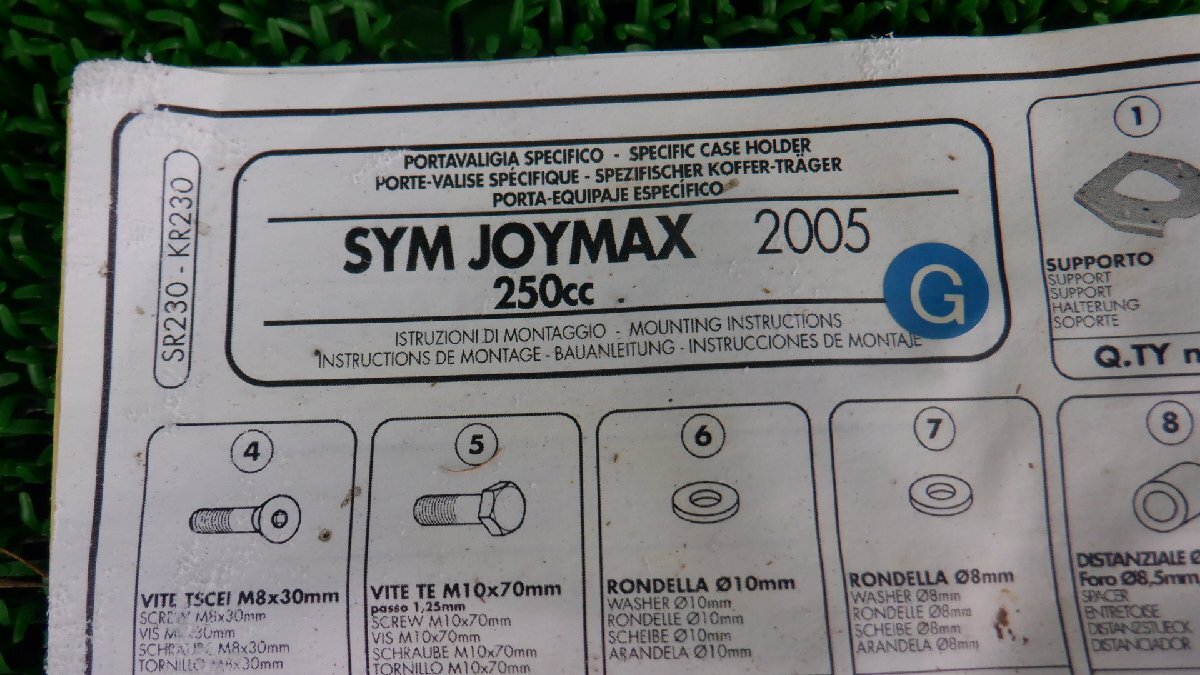 SR230 - KR230
PORTAVALIGIA SPECIFICO - SPECIFIC CASE HOLDER
PORTE-VALISE SPÉCIFIQUE - SPEZIFISCHER KOFFER-TRÄGER
PORTA-EQUIPAJE ESPECÍFICO
SYM JOYMAX 2005
250cc
G
ISTRUZIONI DI MONTAGGIO - MOUNTING INSTRUCTIONS
INSTRUCTIONS DE MONTAGE - BAUANLEITUNG - INSTRUCCIONES DE MONTAJE
1
SUPPORTO
SUPPORT
SUPPORT
HALTERUNG
SOPORTE
Q.TY n
4
VITE TSCEI M8x30mm
SCREW M8x30mm
VIS M8x30mm
SCHRAUBE M8x30mm
TORNILLO M8x30mm
5
VITE TE M10x70mm
passo 1,25mm
SCREW M10x70mm
VIS M10x70mm
SCHRAUBE M10x70mm
TORNILLO M10x70mm
6
RONDELLA Ø10mm
WASHER Ø10mm
RONDELLE Ø10mm
SCHEIBE Ø10mm
ARANDELA Ø10mm
7
RONDELLA Ø8mm
WASHER Ø8mm
RONDELLE Ø8mm
SCHEIBE Ø8mm
ARANDELA Ø8mm
8
DISTANZIALE Ø
Foro Ø8,5mm
SPACER
ENTRETOISE
DISTANZSTUECK
DISTANCIADOR